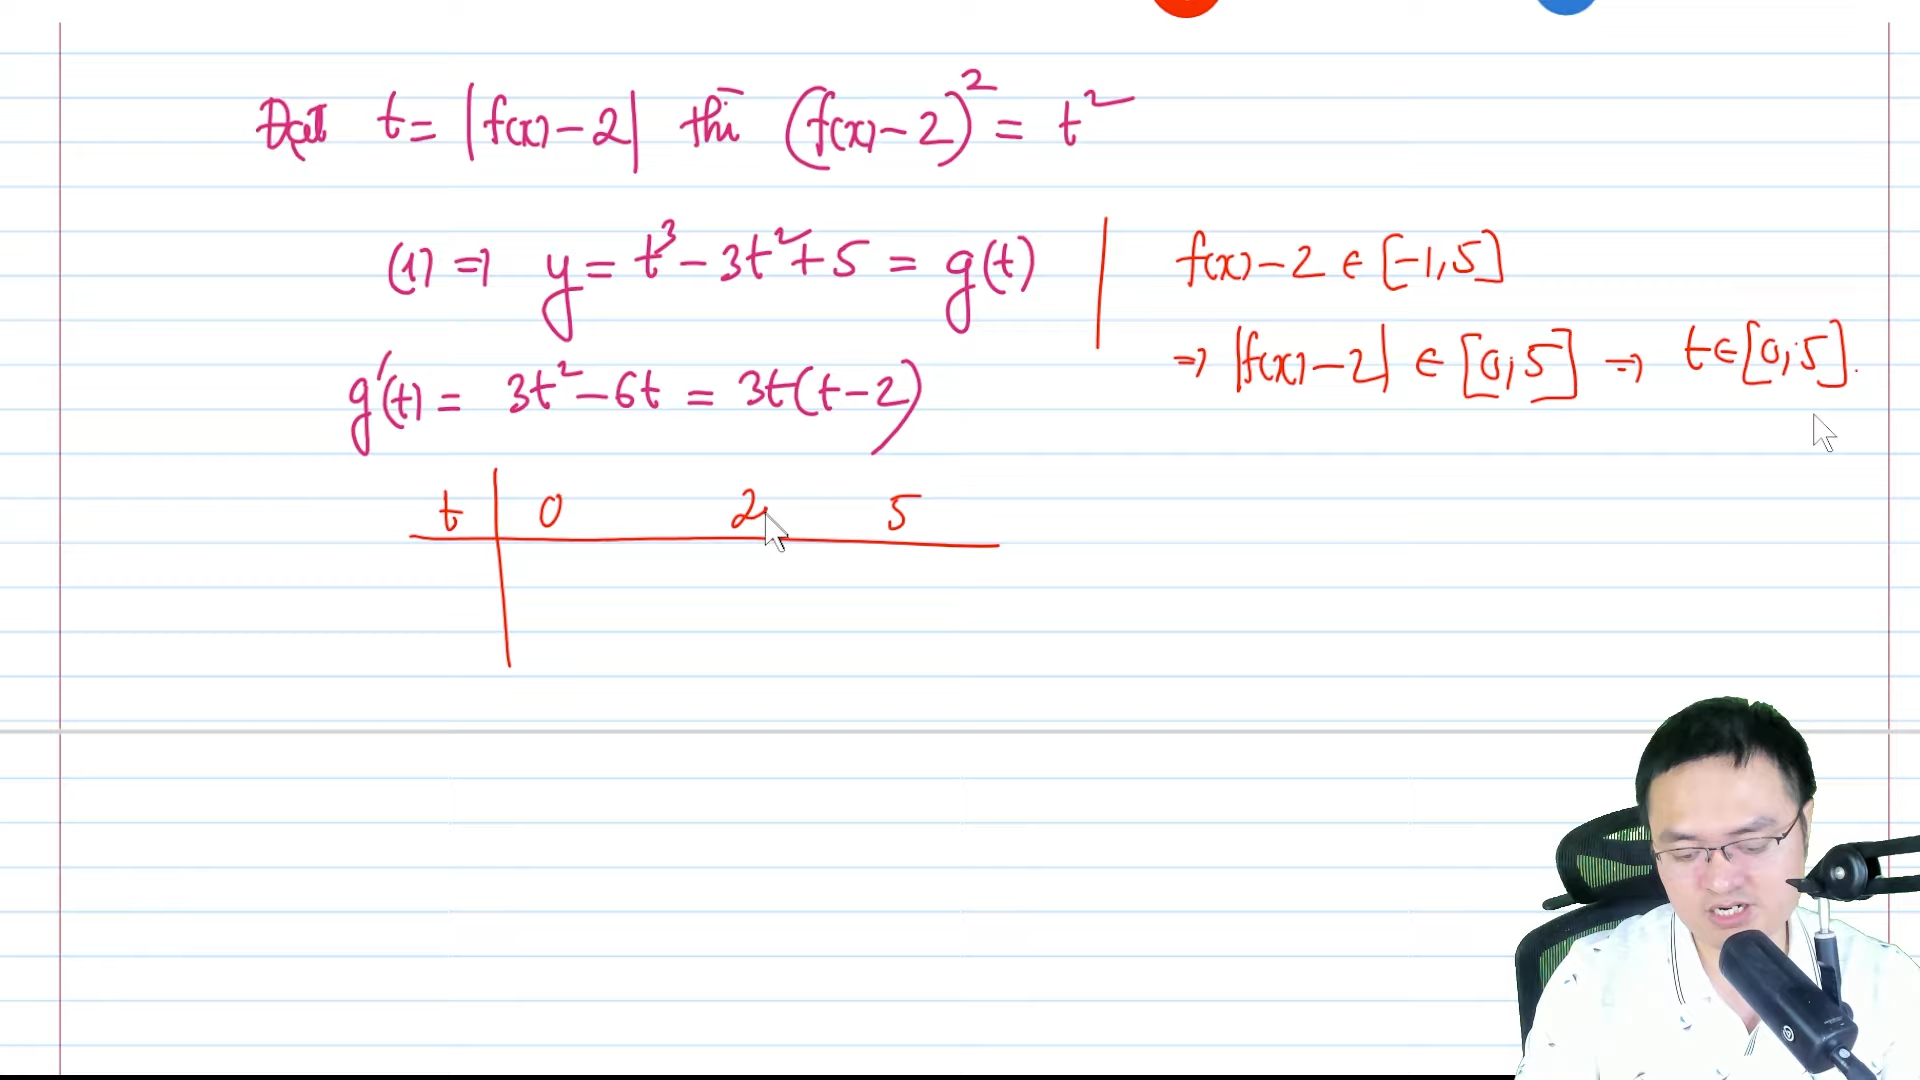 Đặt t = |f(x) - 2| thì (f(x) - 2)² = t²
(1) ⇒ y = t³ - 3t² + 5 = g(t)
f(x) - 2 ∈ [-1, 5]
⇒ |f(x) - 2| ∈ [0; 5] ⇒ t ∈ [0; 5].
g'(t) = 3t² - 6t = 3t(t - 2)
t 0 2 5